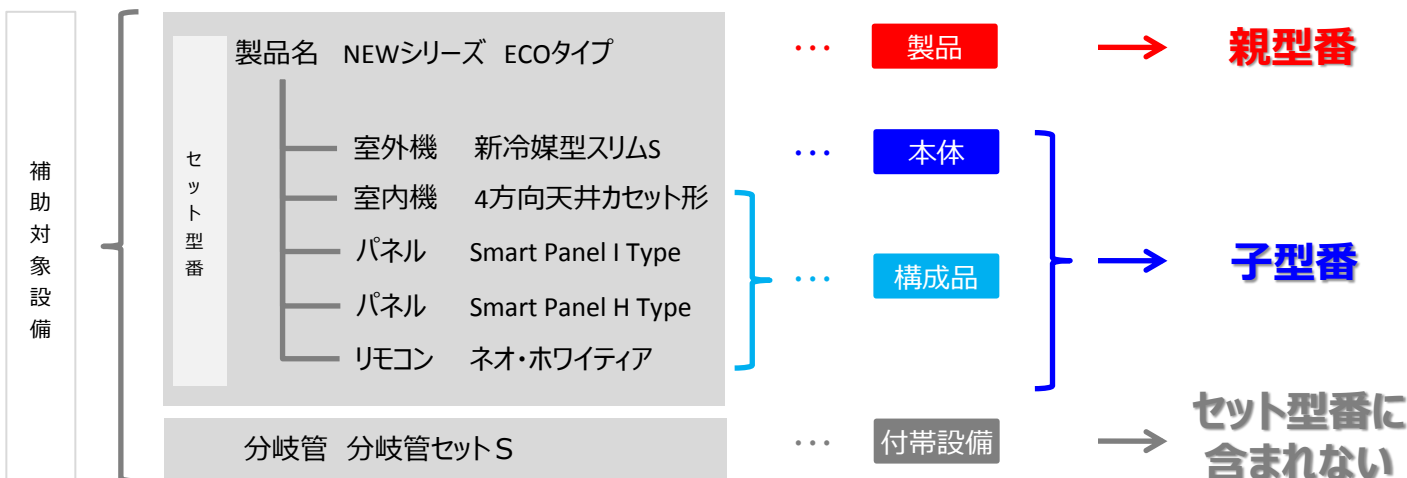 補助対象設備
セット型番
製品名 NEWシリーズ ECOタイプ … 製品 → 親型番
室外機 新冷媒型スリムS … 本体
室内機 4方向天井カセット形
パネル Smart Panel I Type
… 構成品 → 子型番
パネル Smart Panel H Type
リモコン ネオ・ホワイティア
分岐管 分岐管セットS … 付帯設備 → セット型番に
含まれない